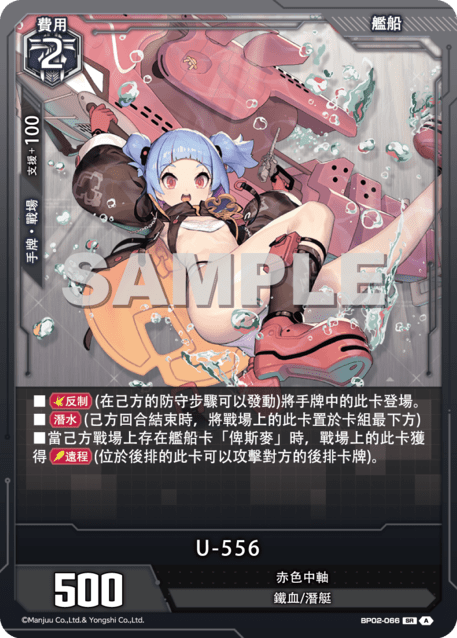 費用
艦船
2
支援+100
手牌・戰場
SAMPLE
■ 反制 (在己方的防守步驟可以發動)將手牌中的此卡登場。
■ 潛水 (己方回合結束時，將戰場上的此卡置於卡組最下方)
■當己方戰場上存在艦船卡「俾斯麥」時，戰場上的此卡獲
得 遠程 (位於後排的此卡可以攻擊對方的後排卡牌)。
U-556
500
赤色中軸
鐵血/潛艇
©Manjuu Co.,Ltd.& Yongshi Co.,Ltd.
BP02-066 BR A